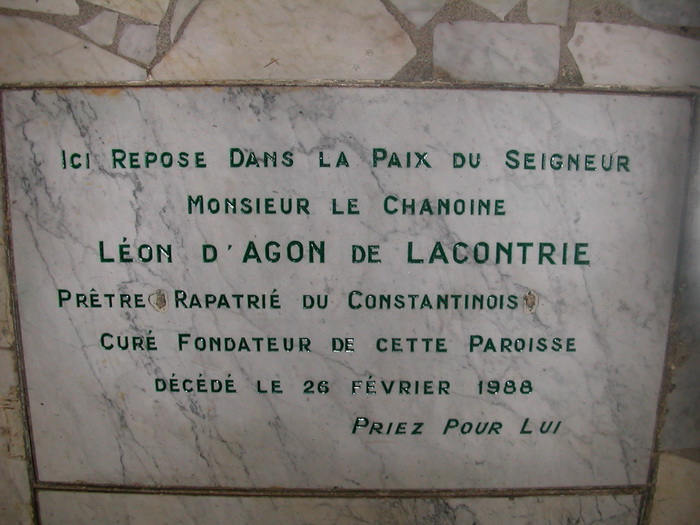 Ici Repose Dans la Paix du Seigneur
Monsieur le Chanoine
Léon d'AGON de LACONTRIE
Prêtre Rapatrié du Constantinois
Curé Fondateur de cette Paroisse
décédé le 26 février 1988
Priez Pour Lui